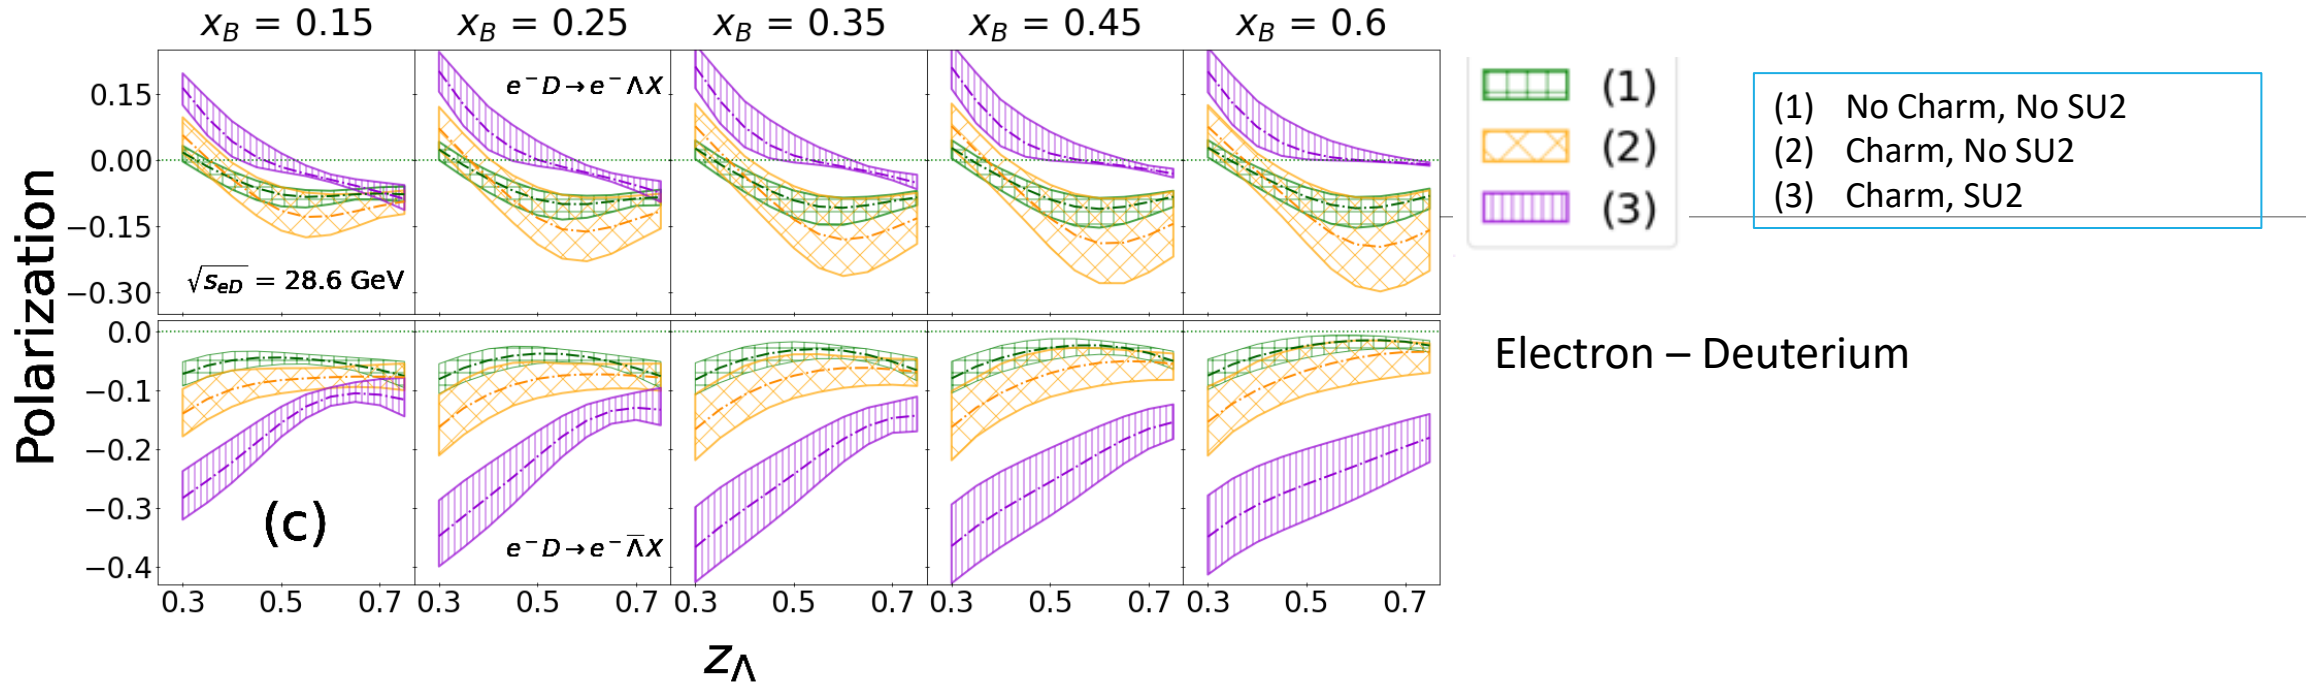 x_B = 0.15 x_B = 0.25 x_B = 0.35 x_B = 0.45 x_B = 0.6
Polarization
0.15
0.00
−0.15
−0.30
e⁻D→e⁻ΛX
√s_eD = 28.6 GeV
0.0
−0.1
−0.2
−0.3
−0.4
(c)
e⁻D→e⁻Λ̅X
0.3 0.5 0.7 0.3 0.5 0.7 0.3 0.5 0.7 0.3 0.5 0.7 0.3 0.5 0.7
z_Λ
(1)
(2)
(3)
(1) No Charm, No SU2
(2) Charm, No SU2
(3) Charm, SU2
Electron – Deuterium